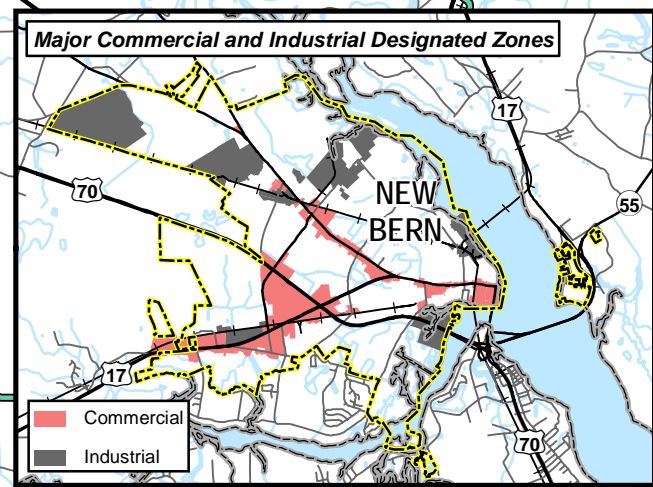 Major Commercial and Industrial Designated Zones
17
70
55
NEW
BERN
17
70
Commercial
Industrial